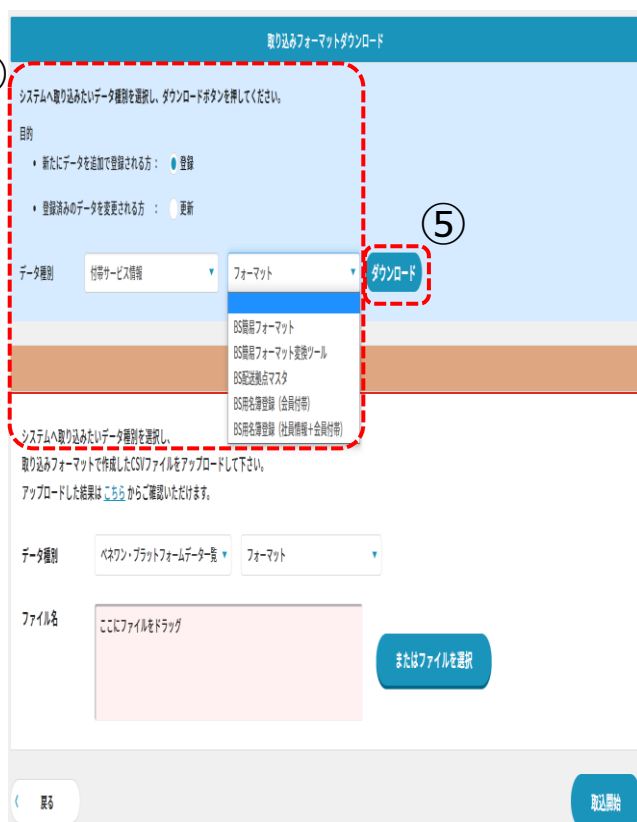 取り込みフォーマットダウンロード
システムへ取り込みたいデータ種別を選択し、ダウンロードボタンを押してください。
目的
• 新たにデータを追加で登録される方： 登録
• 登録済みのデータを変更される方 ： 更新
⑤
データ種別 付帯サービス情報 フォーマット ダウンロード
BS簡易フォーマット
BS簡易フォーマット変換ツール
BS配送拠点マスタ
BS用名簿登録（会員付帯）
BS用名簿登録（社員情報＋会員付帯）
システムへ取り込みたいデータ種別を選択し、
取り込みフォーマットで作成したCSVファイルをアップロードして下さい。
アップロードした結果は こちら からご確認いただけます。
データ種別 ベネワン・プラットフォームデータ一覧 フォーマット
ファイル名 ここにファイルをドラッグ
またはファイルを選択
戻る 取込開始